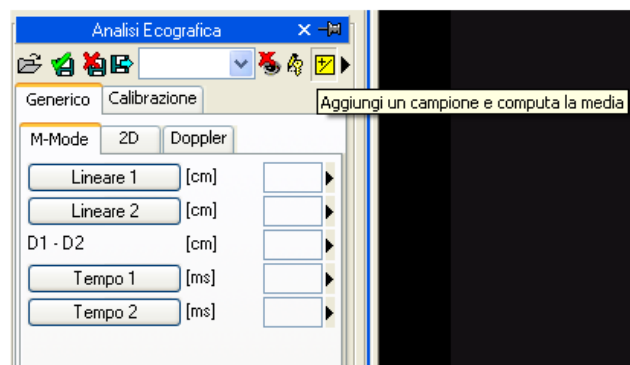 Analisi Ecografica
Generico Calibrazione
Aggiungi un campione e computa la media
M-Mode 2D Doppler
Lineare 1 [cm]
Lineare 2 [cm]
D1 - D2 [cm]
Tempo 1 [ms]
Tempo 2 [ms]